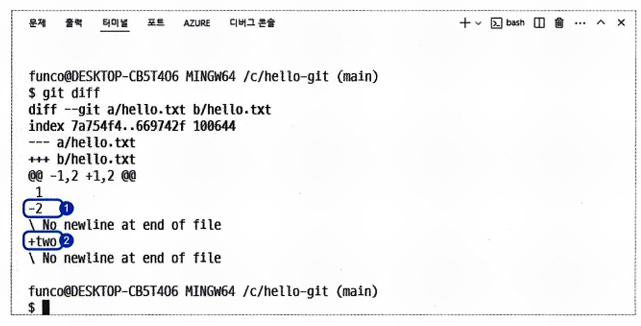 문제 출력 터미널 포트 AZURE 디버그 콘솔 bash
funco@DESKTOP-CB5T4O6 MINGW64 /c/hello-git (main)
$ git diff
diff --git a/hello.txt b/hello.txt
index 7a754f4..669742f 100644
--- a/hello.txt
+++ b/hello.txt
@@ -1,2 +1,2 @@
1
-2 1
\ No newline at end of file
+two 2
\ No newline at end of file
funco@DESKTOP-CB5T4O6 MINGW64 /c/hello-git (main)
$